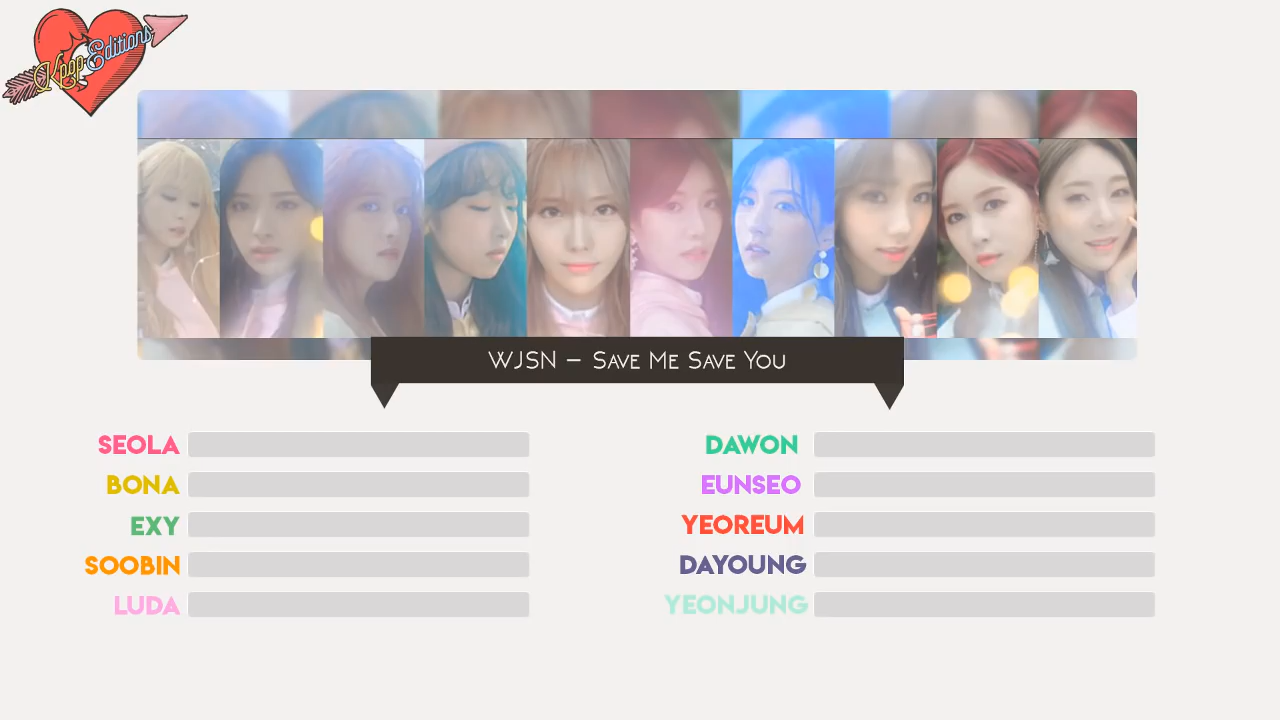 Kpop Editions
WJSN – Save Me Save You
SEOLA
BONA
EXY
SOOBIN
LUDA
DAWON
EUNSEO
YEOREUM
DAYOUNG
YEONJUNG